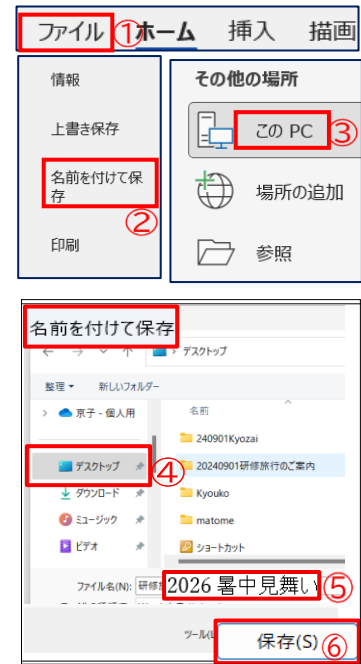 ファイル ① ホーム 挿入 描画
情報
上書き保存
名前を付けて保
存
②
印刷
その他の場所
この PC ③
場所の追加
参照
名前を付けて保存
デスクトップ
整理 新しいフォルダー
京子 - 個人用
名前
240901Kyozai
デスクトップ ④
20240901研修旅行のご案内
ダウンロード
Kyouko
ミュージック
matome
ビデオ
ショートカット
ファイル名(N): 研修
2026 暑中見舞い ⑤
ツール(L)
保存(S) ⑥